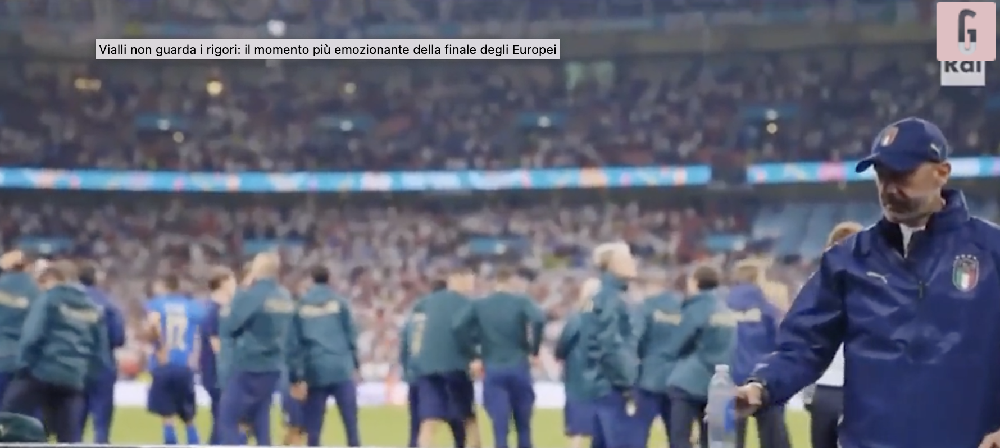 Vialli non guarda i rigori: il momento più emozionante della finale degli Europei
G
Rai